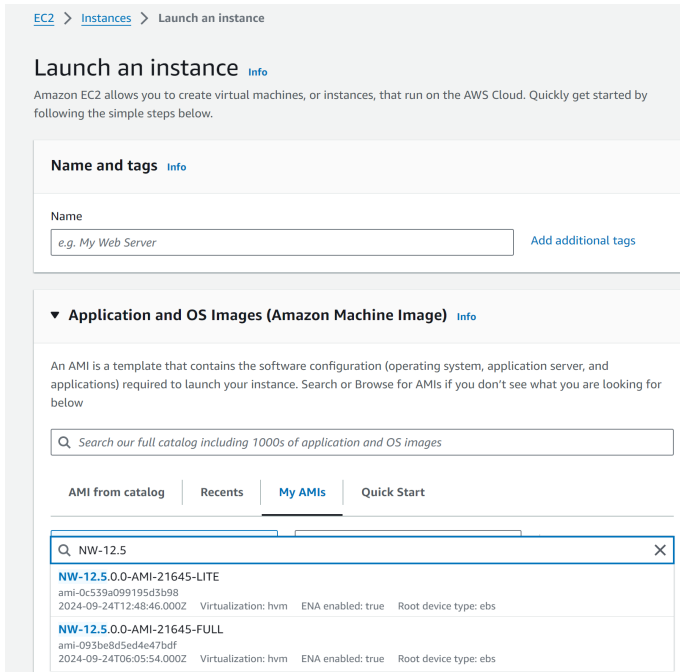 EC2 > Instances > Launch an instance
Launch an instance Info
Amazon EC2 allows you to create virtual machines, or instances, that run on the AWS Cloud. Quickly get started by
following the simple steps below.
Name and tags Info
Name
e.g. My Web Server
Add additional tags
Application and OS Images (Amazon Machine Image) Info
An AMI is a template that contains the software configuration (operating system, application server, and
applications) required to launch your instance. Search or Browse for AMIs if you don't see what you are looking for
below
Search our full catalog including 1000s of application and OS images
AMI from catalog Recents My AMIs Quick Start
NW-12.5
NW-12.5.0.0-AMI-21645-LITE
ami-0c539a099195d3b98
2024-09-24T12:48:46.000Z Virtualization: hvm ENA enabled: true Root device type: ebs
NW-12.5.0.0-AMI-21645-FULL
ami-093be8d5ed4e47bdf
2024-09-24T06:05:54.000Z Virtualization: hvm ENA enabled: true Root device type: ebs